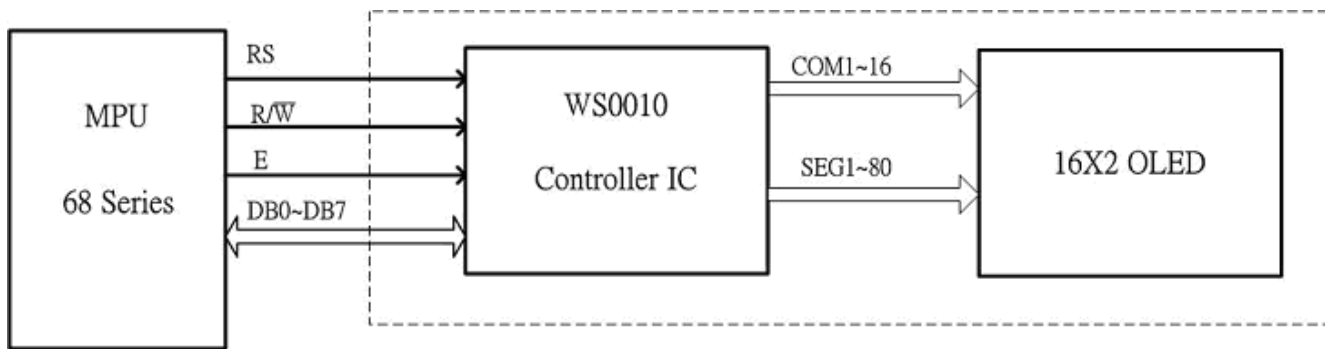 MPU
68 Series
RS
R/W̅
E
DB0~DB7
WS0010
Controller IC
COM1~16
SEG1~80
16X2 OLED